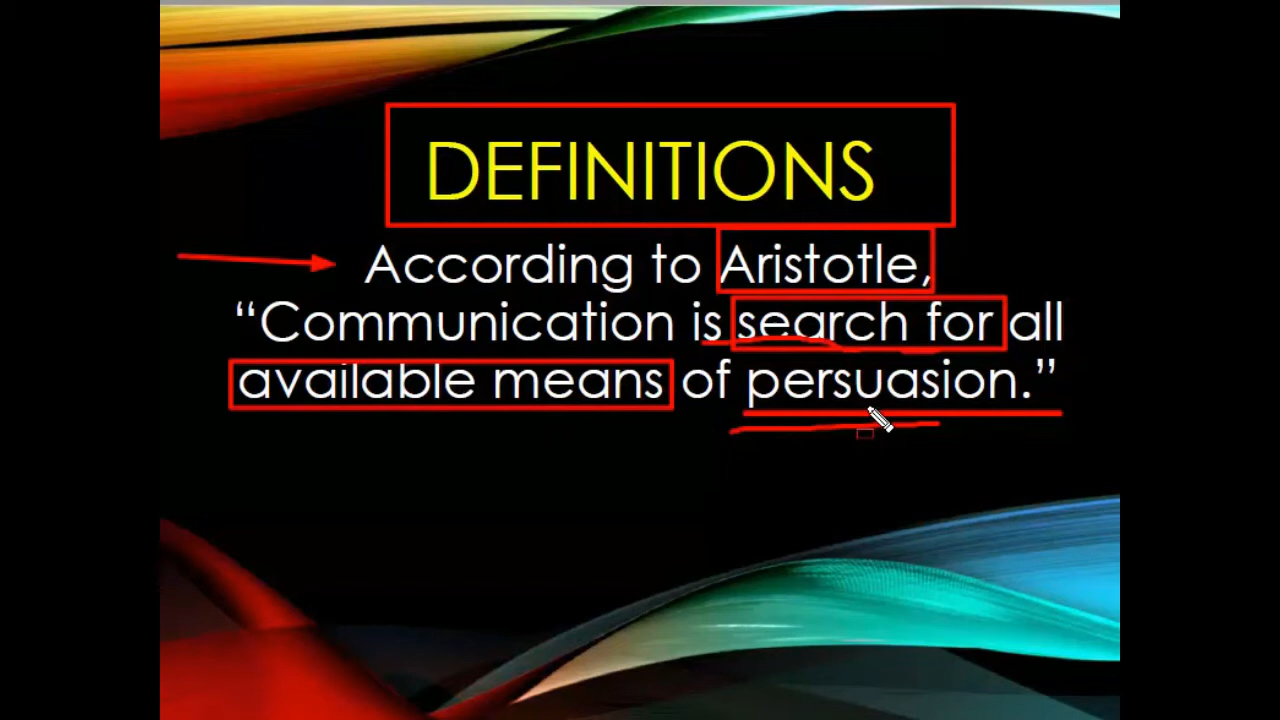 DEFINITIONS
According to Aristotle,
“Communication is search for all
available means of persuasion.”